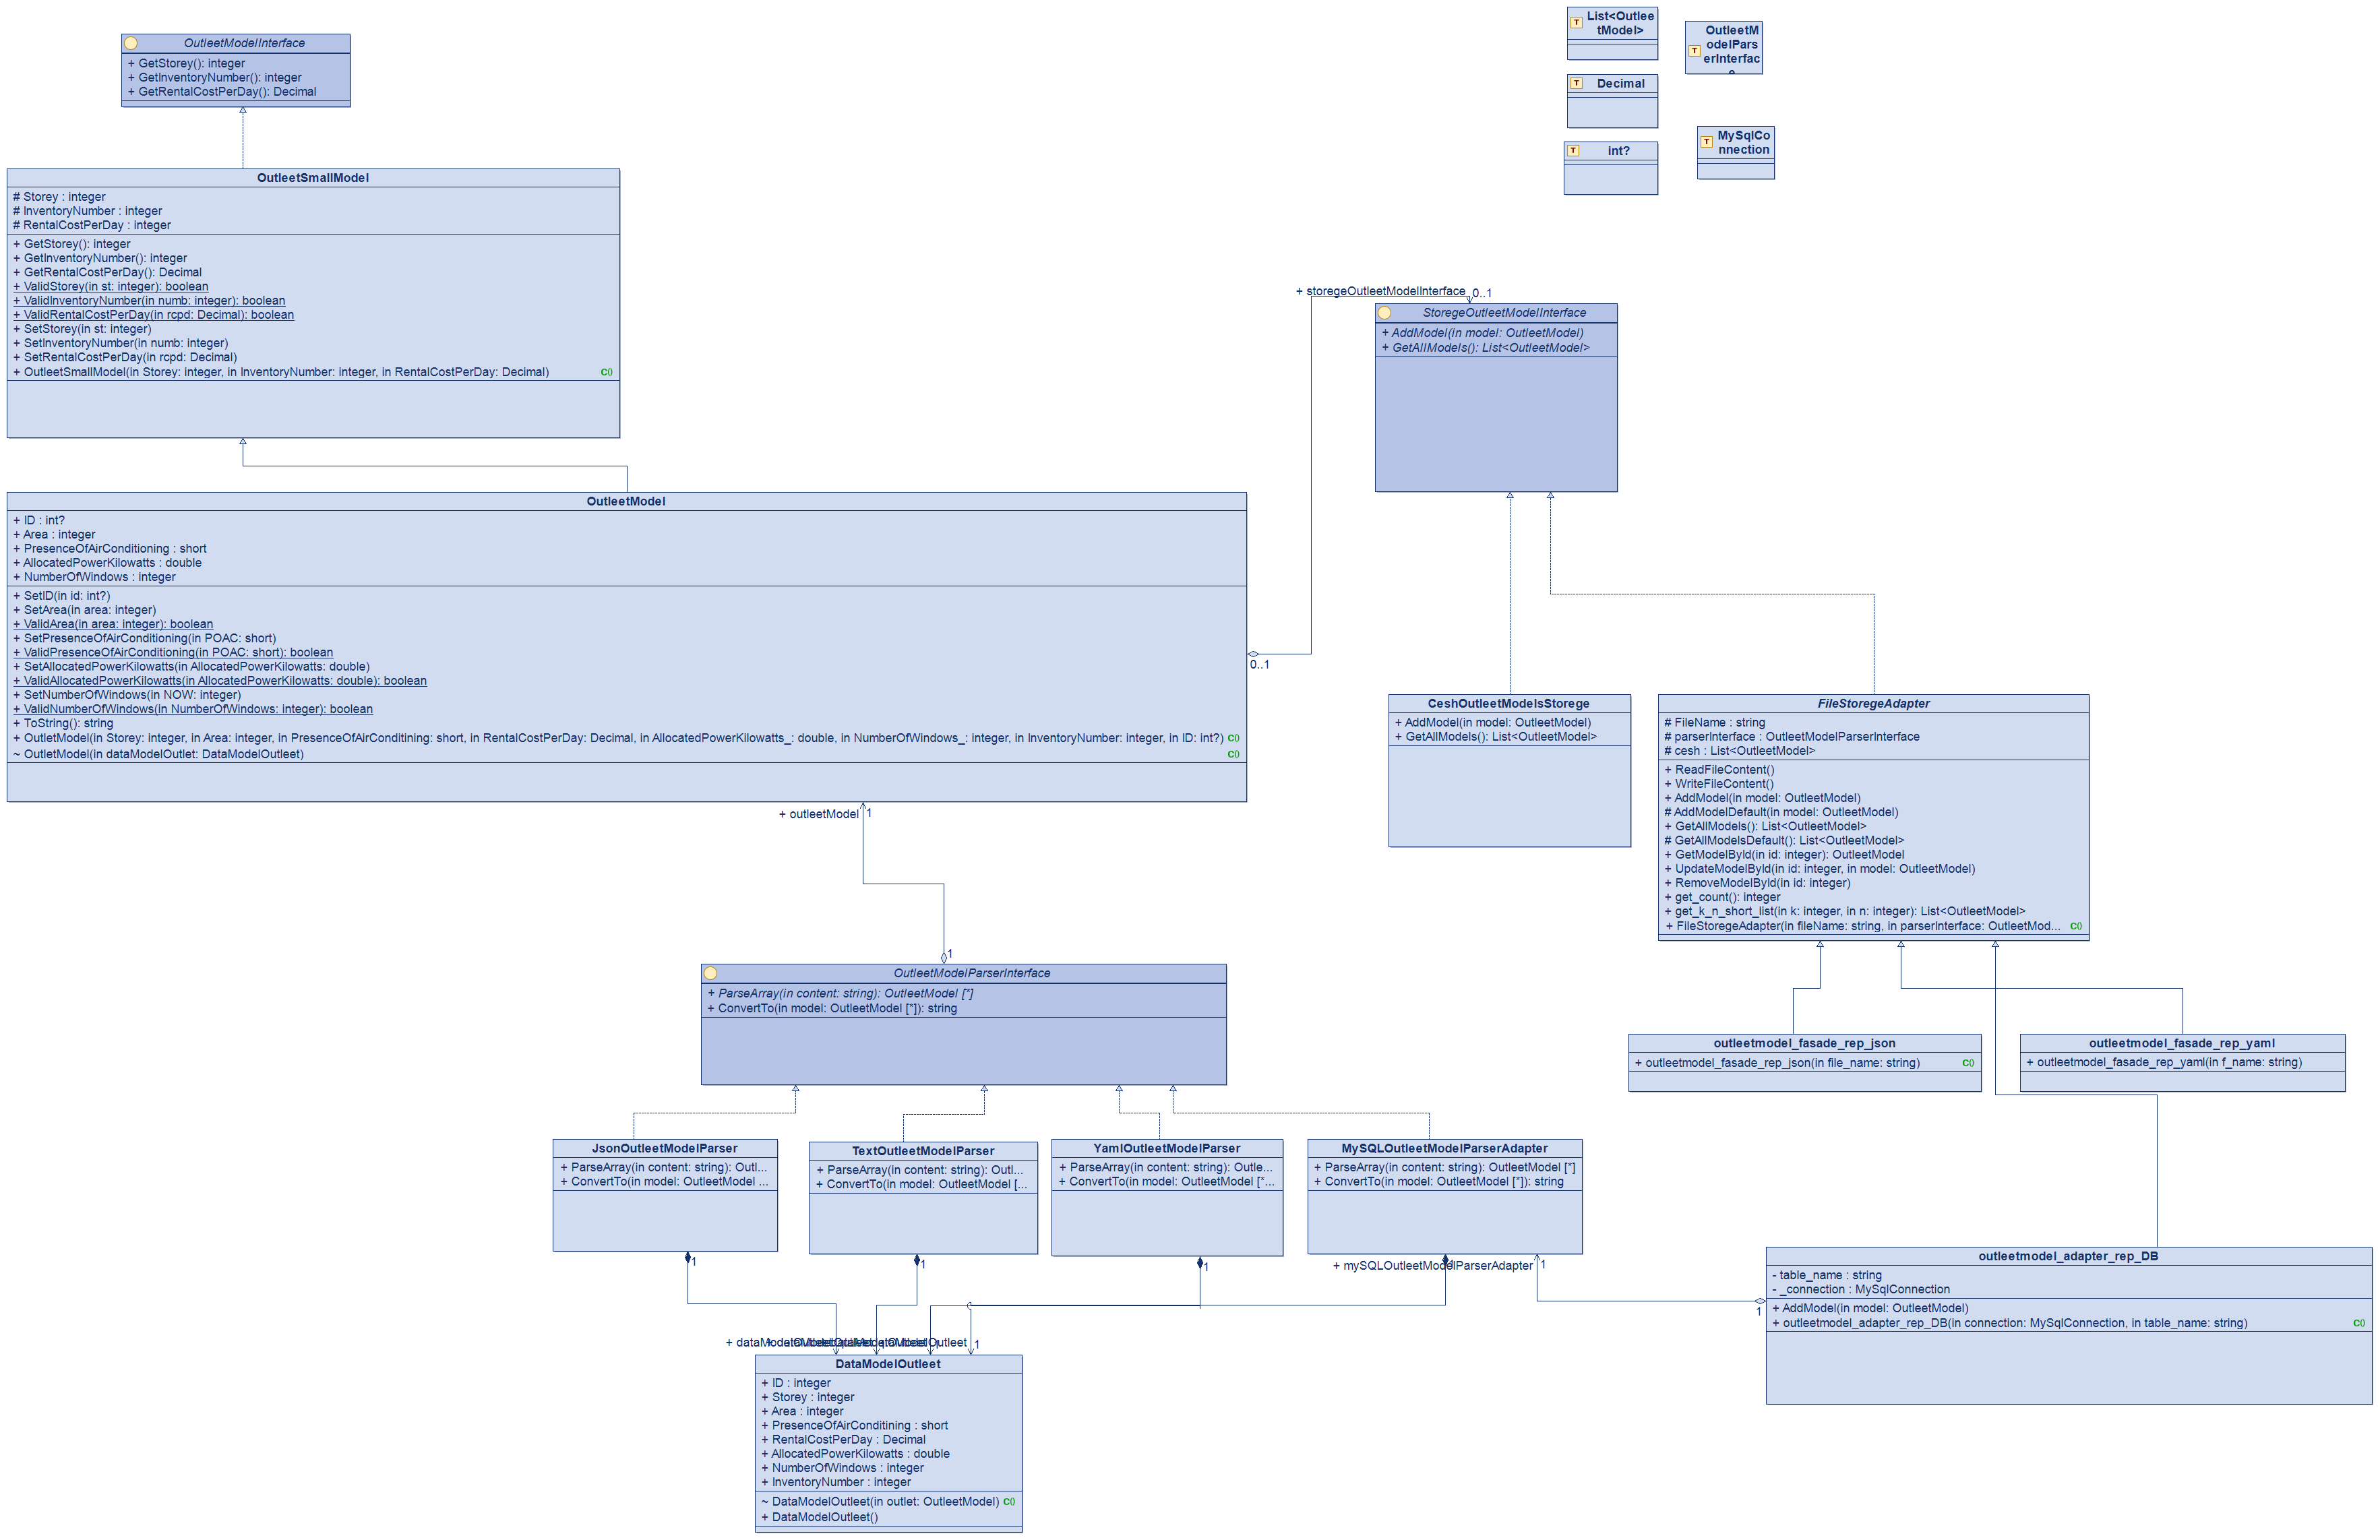 OutleetModelInterface
+ GetStorey(): integer
+ GetInventoryNumber(): integer
+ GetRentalCostPerDay(): Decimal
List<Outlee
tModel>
Decimal
int?
OutleetM
odelPars
erInterfac
MySqlCo
nnection
OutleetSmallModel
# Storey : integer
# InventoryNumber : integer
# RentalCostPerDay : integer
+ GetStorey(): integer
+ GetInventoryNumber(): integer
+ GetRentalCostPerDay(): Decimal
+ ValidStorey(in st: integer): boolean
+ ValidInventoryNumber(in numb: integer): boolean
+ ValidRentalCostPerDay(in rcpd: Decimal): boolean
+ SetStorey(in st: integer)
+ SetInventoryNumber(in numb: integer)
+ SetRentalCostPerDay(in rcpd: Decimal)
+ OutleetSmallModel(in Storey: integer, in InventoryNumber: integer, in RentalCostPerDay: Decimal) C()
+ storegeOutleetModelInterface 0..1
StoregeOutleetModelInterface
+ AddModel(in model: OutleetModel)
+ GetAllModels(): List<OutleetModel>
OutleetModel
+ ID : int?
+ Area : integer
+ PresenceOfAirConditioning : short
+ AllocatedPowerKilowatts : double
+ NumberOfWindows : integer
+ SetID(in id: int?)
+ SetArea(in area: integer)
+ ValidArea(in area: integer): boolean
+ SetPresenceOfAirConditioning(in POAC: short)
+ ValidPresenceOfAirConditioning(in POAC: short): boolean
+ SetAllocatedPowerKilowatts(in AllocatedPowerKilowatts: double)
+ ValidAllocatedPowerKilowatts(in AllocatedPowerKilowatts: double): boolean
+ SetNumberOfWindows(in NOW: integer)
+ ValidNumberOfWindows(in NumberOfWindows: integer): boolean
+ ToString(): string
+ OutletModel(in Storey: integer, in Area: integer, in PresenceOfAirConditining: short, in RentalCostPerDay: Decimal, in AllocatedPowerKilowatts_: double, in NumberOfWindows_: integer, in InventoryNumber: integer, in ID: int?) C()
~ OutletModel(in dataModelOutlet: DataModelOutleet) C()
0..1
+ outleetModel 1
CeshOutleetModelsStorege
+ AddModel(in model: OutleetModel)
+ GetAllModels(): List<OutleetModel>
FileStoregeAdapter
# FileName : string
# parserInterface : OutleetModelParserInterface
# cesh : List<OutleetModel>
+ ReadFileContent()
+ WriteFileContent()
+ AddModel(in model: OutleetModel)
# AddModelDefault(in model: OutleetModel)
+ GetAllModels(): List<OutleetModel>
# GetAllModelsDefault(): List<OutleetModel>
+ GetModelById(in id: integer): OutleetModel
+ UpdateModelById(in id: integer, in model: OutleetModel)
+ RemoveModelById(in id: integer)
+ get_count(): integer
+ get_k_n_short_list(in k: integer, in n: integer): List<OutleetModel>
+ FileStoregeAdapter(in fileName: string, in parserInterface: OutleetMod... C()
1
OutleetModelParserInterface
+ ParseArray(in content: string): OutleetModel [*]
+ ConvertTo(in model: OutleetModel [*]): string
outleetmodel_fasade_rep_json
+ outleetmodel_fasade_rep_json(in file_name: string) C()
outleetmodel_fasade_rep_yaml
+ outleetmodel_fasade_rep_yaml(in f_name: string)
JsonOutleetModelParser
+ ParseArray(in content: string): Outl...
+ ConvertTo(in model: OutleetModel ...
1
TextOutleetModelParser
+ ParseArray(in content: string): Outl...
+ ConvertTo(in model: OutleetModel [...
1
YamlOutleetModelParser
+ ParseArray(in content: string): Outle...
+ ConvertTo(in model: OutleetModel [*...
1
MySQLOutleetModelParserAdapter
+ ParseArray(in content: string): OutleetModel [*]
+ ConvertTo(in model: OutleetModel [*]): string
+ mySQLOutleetModelParserAdapter 1
outleetmodel_adapter_rep_DB
- table_name : string
- _connection : MySqlConnection
+ AddModel(in model: OutleetModel)
+ outleetmodel_adapter_rep_DB(in connection: MySqlConnection, in table_name: string) C()
1
1
DataModelOutleet
+ ID : integer
+ Storey : integer
+ Area : integer
+ PresenceOfAirConditining : short
+ RentalCostPerDay : Decimal
+ AllocatedPowerKilowatts : double
+ NumberOfWindows : integer
+ InventoryNumber : integer
~ DataModelOutleet(in outlet: OutleetModel) C()
+ DataModelOutleet()